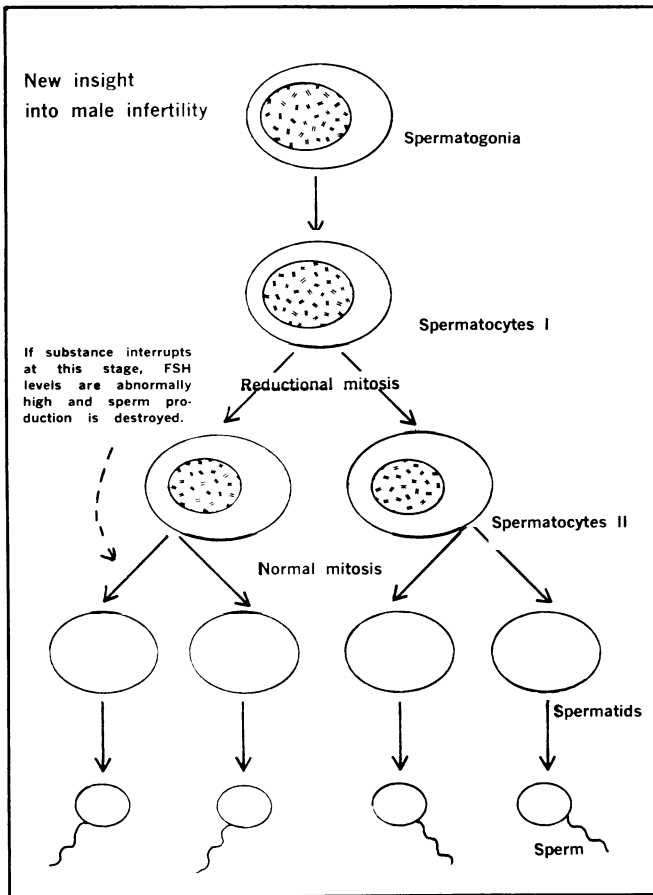 New insight
into male infertility
Spermatogonia
Spermatocytes I
If substance interrupts
at this stage, FSH
levels are abnormally
high and sperm pro-
duction is destroyed.
Reductional mitosis
Spermatocytes II
Normal mitosis
Spermatids
Sperm